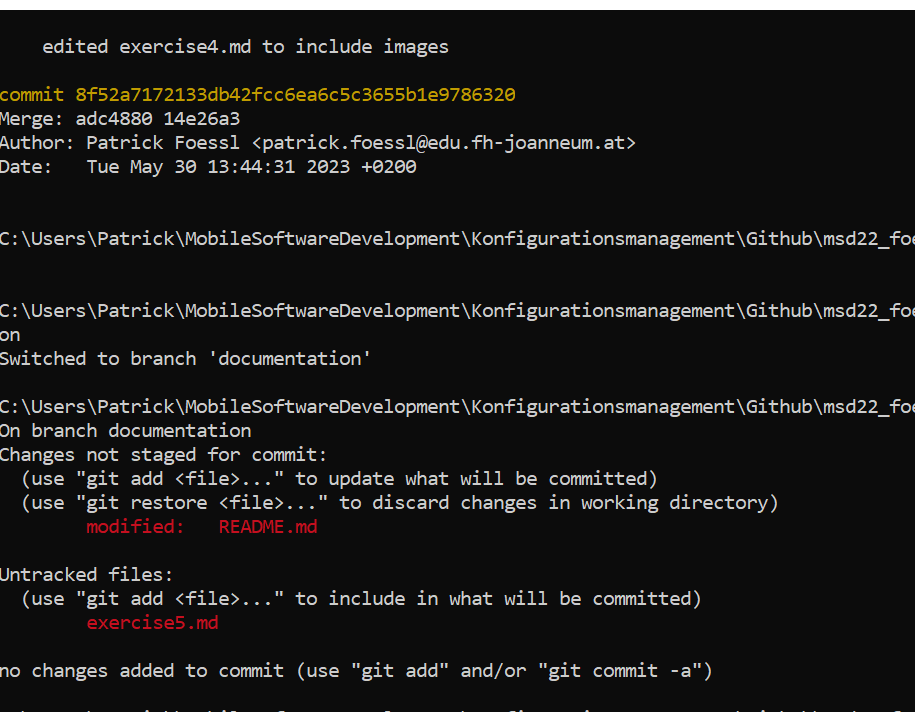 edited exercise4.md to include images
commit 8f52a7172133db42fcc6ea6c5c3655b1e9786320
Merge: adc4880 14e26a3
Author: Patrick Foessl <patrick.foessl@edu.fh-joanneum.at>
Date:   Tue May 30 13:44:31 2023 +0200
C:\Users\Patrick\MobileSoftwareDevelopment\Konfigurationsmanagement\Github\msd22_foe
C:\Users\Patrick\MobileSoftwareDevelopment\Konfigurationsmanagement\Github\msd22_foe
on
Switched to branch 'documentation'
C:\Users\Patrick\MobileSoftwareDevelopment\Konfigurationsmanagement\Github\msd22_foe
On branch documentation
Changes not staged for commit:
  (use "git add <file>..." to update what will be committed)
  (use "git restore <file>..." to discard changes in working directory)
        modified:   README.md
Untracked files:
  (use "git add <file>..." to include in what will be committed)
        exercise5.md
no changes added to commit (use "git add" and/or "git commit -a")